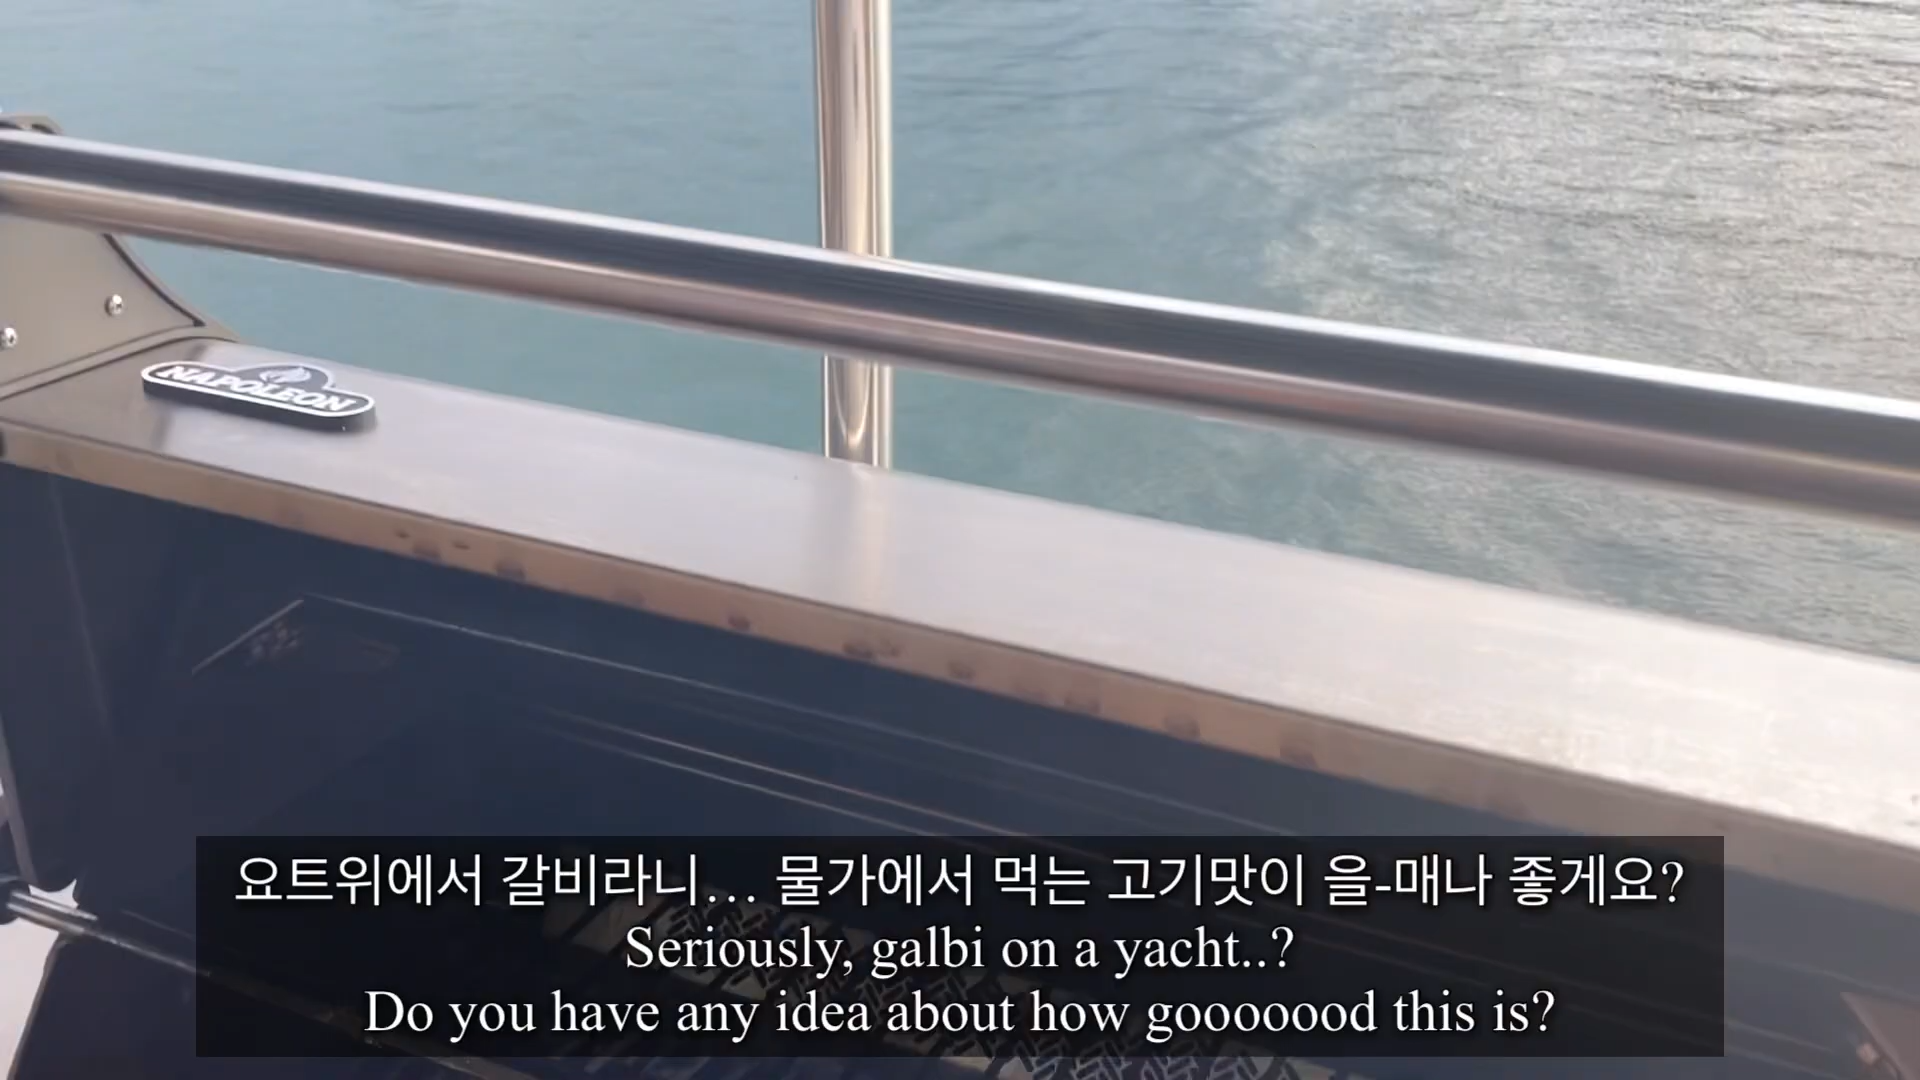 NAPOLEON
요트위에서 갈비라니... 물가에서 먹는 고기맛이 을-매나 좋게요?
Seriously, galbi on a yacht..?
Do you have any idea about how gooooood this is?